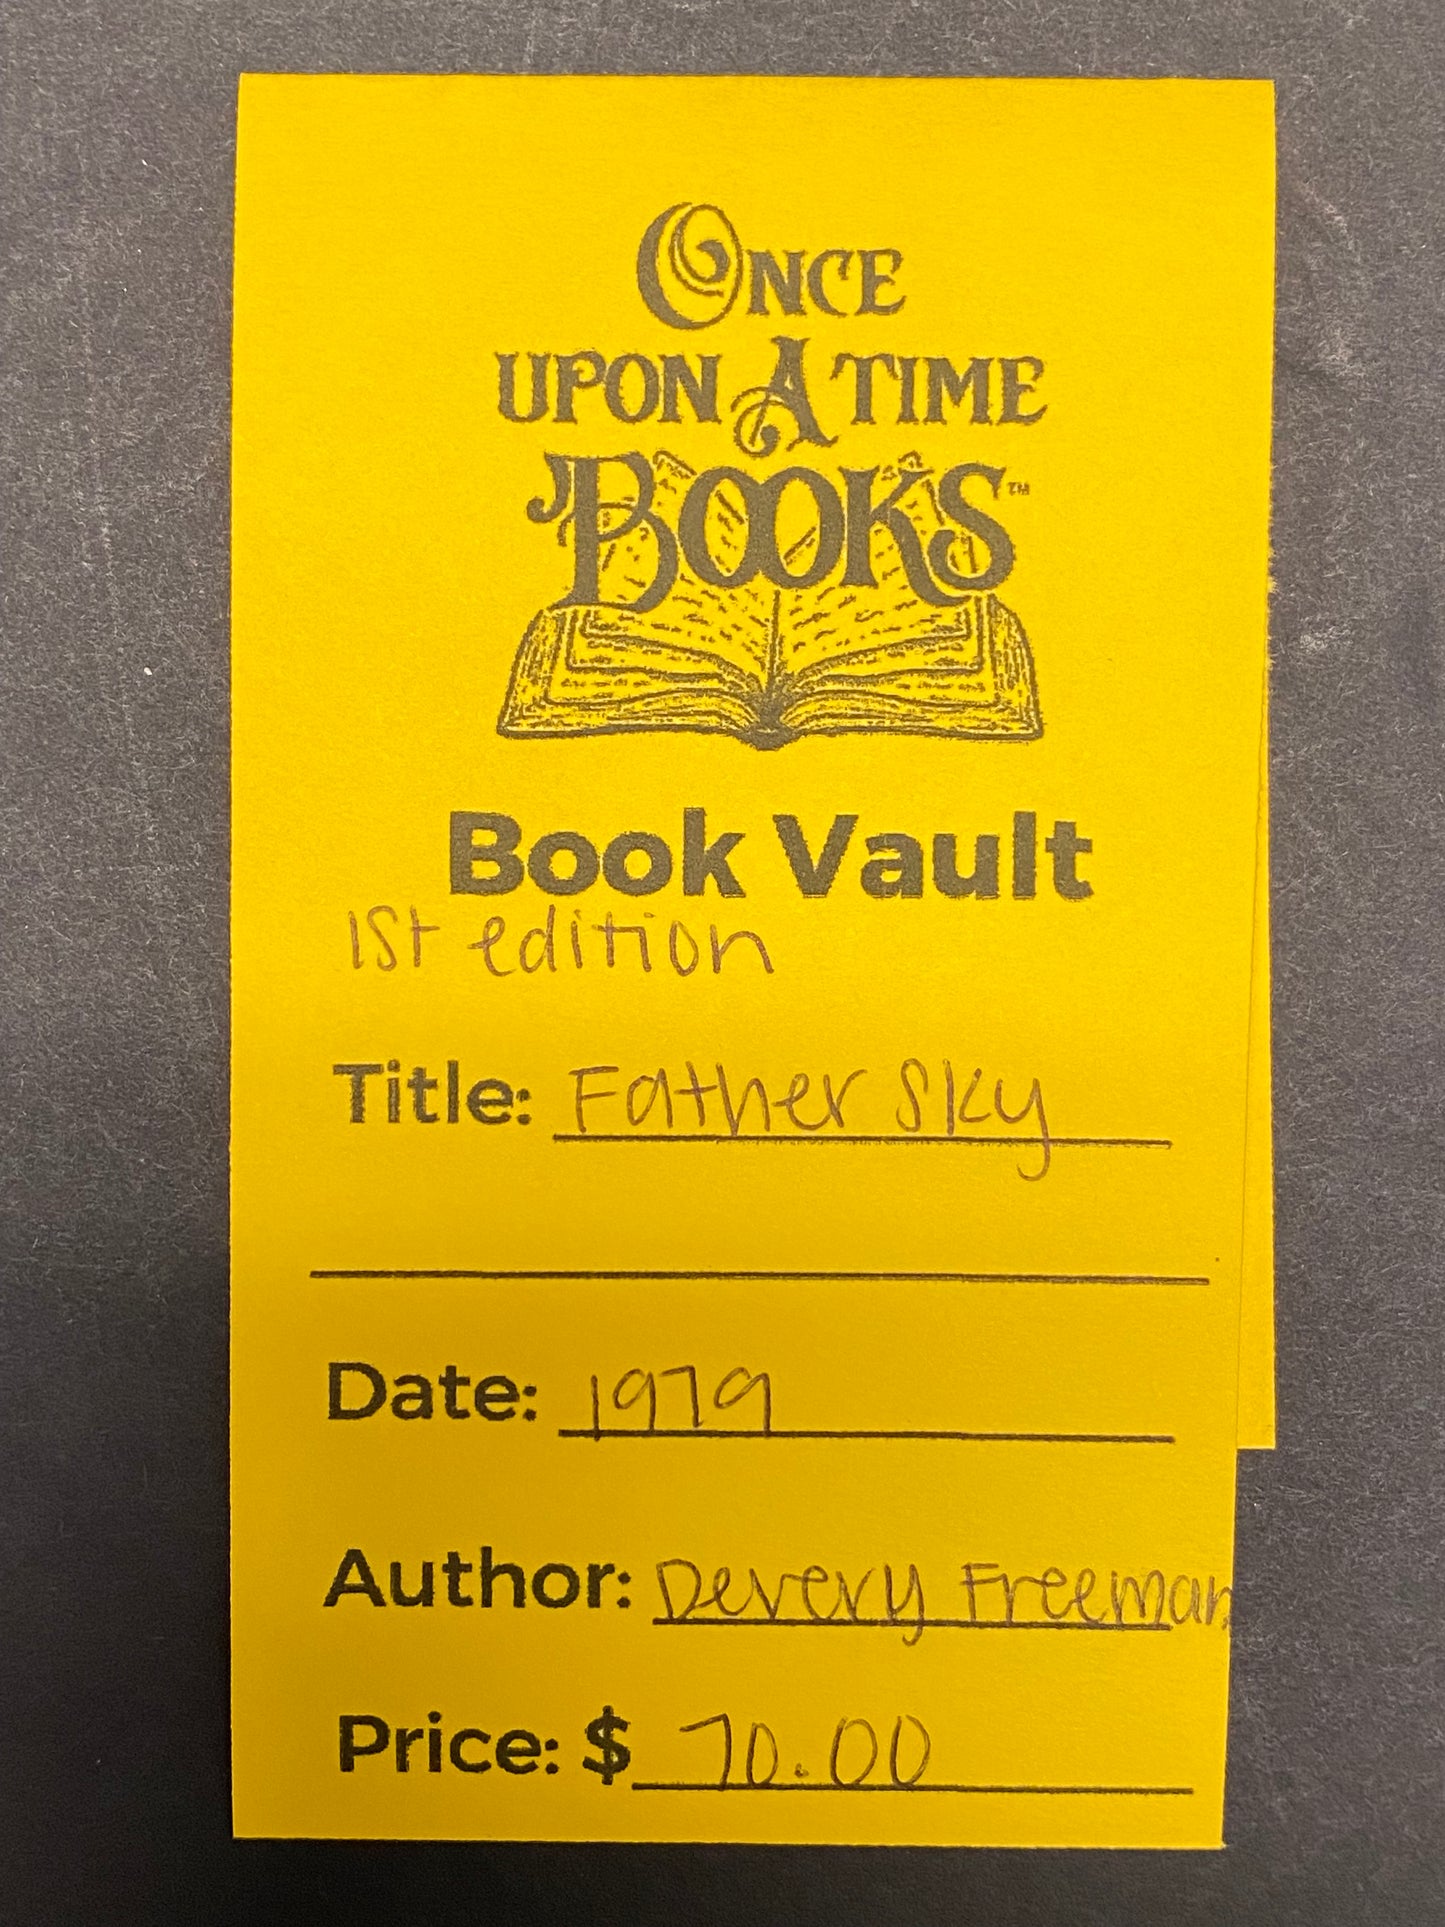 ONCE
UPON A TIME
BOOKS™
Book Vault
1st edition
Title: Father Sky
Date: 1979
Author: Devery Freeman
Price: $ 70.00